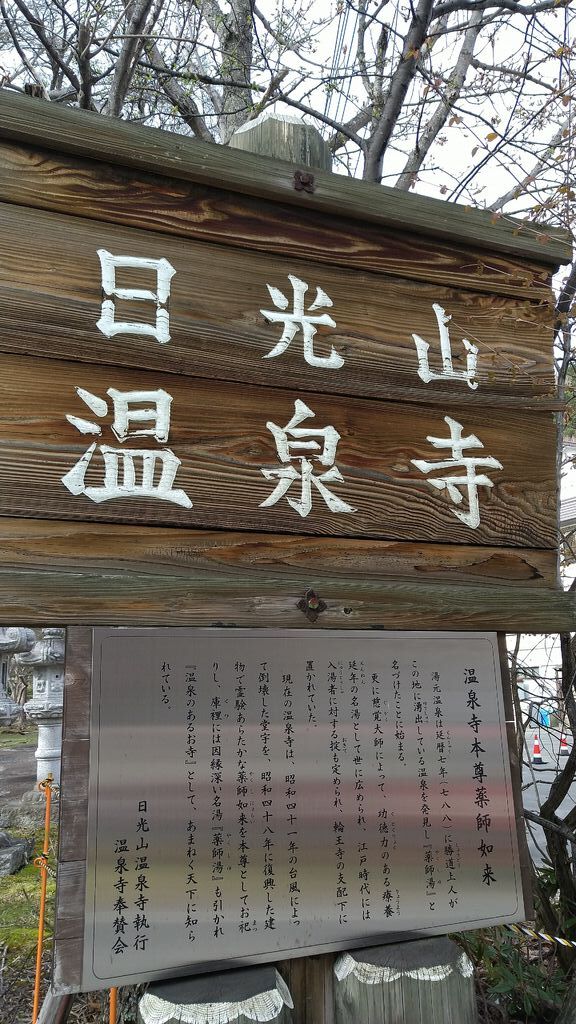 日光山
温泉寺
温泉寺本尊薬師如来
湯元温泉は延暦七年(七八八)に勝道上人が
この地に湧出している温泉を発見し『薬師湯』と
名づけたことに始まる。
更に慈覚大師によって、功徳力のある療養
延年の名湯として世に広められ、江戸時代には
入湯者に対する掟も定められ、輪王寺の支配下に
置かれていた。
現在の温泉寺は、昭和四十一年の台風によっ
て倒壊した堂宇を、昭和四十八年に復興した建
物で霊験あらたかな薬師如来を本尊としてお祀
りし、庫裡には因縁深い名湯『薬師湯』も引かれ
『温泉のあるお寺』として、あまねく天下に知ら
れている。
日光山温泉寺執行
温泉寺奉賛会